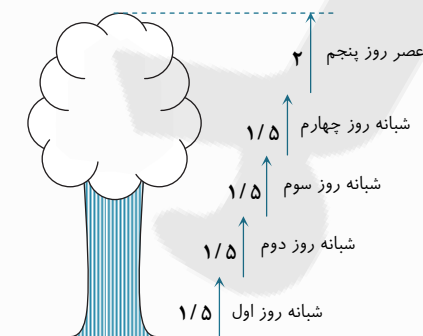 عصر روز پنجم ۲
شبانه روز چهارم ۱/۵
شبانه روز سوم ۱/۵
شبانه روز دوم ۱/۵
شبانه روز اول ۱/۵